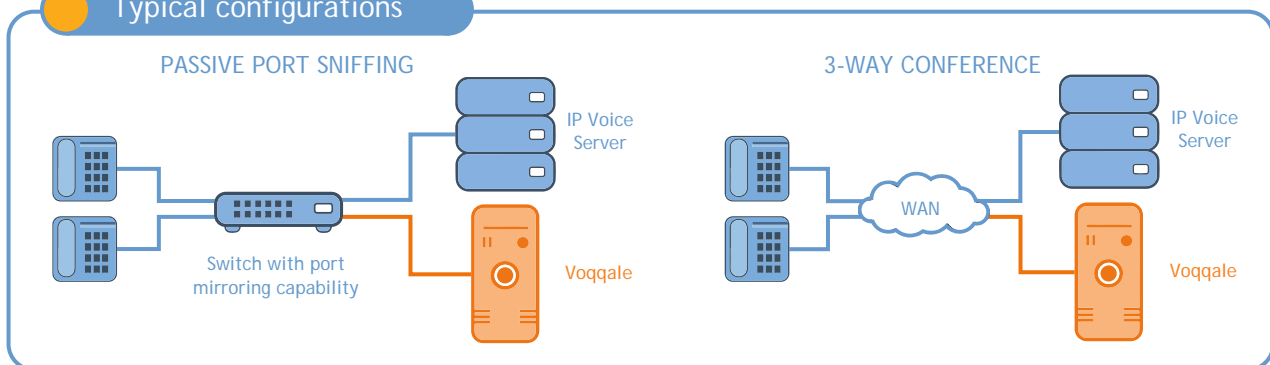 Typical configurations
PASSIVE PORT SNIFFING
IP Voice
Server
Switch with port
mirroring capability
Voqqale
3-WAY CONFERENCE
IP Voice
Server
WAN
Voqqale